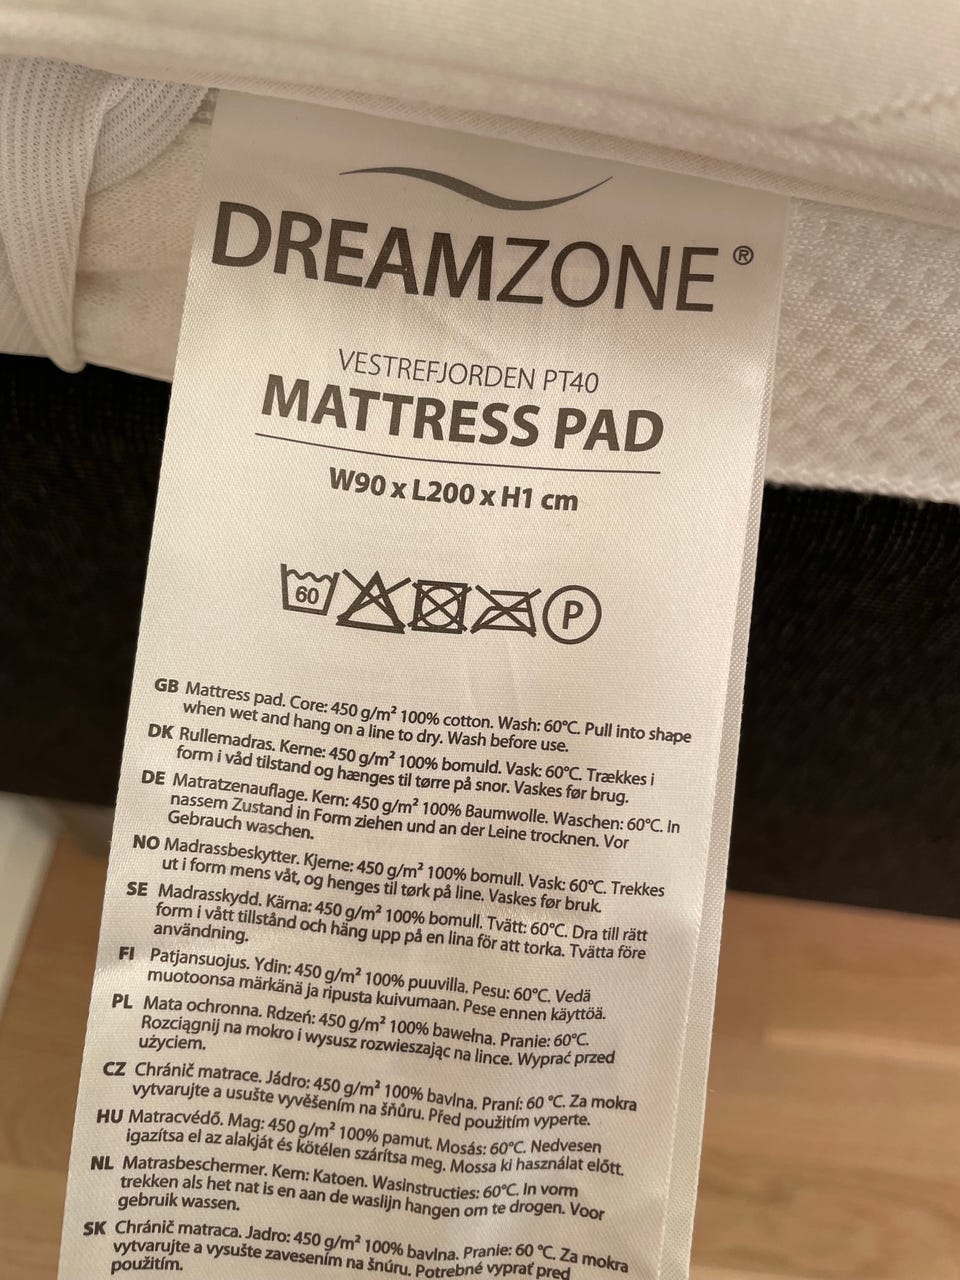 DREAMZONE®
VESTREFJORDEN PT40
MATTRESS PAD
W90 x L200 x H1 cm
60
P
GB Mattress pad. Core: 450 g/m² 100% cotton. Wash: 60°C. Pull into shape
when wet and hang on a line to dry. Wash before use.
DK Rullemadras. Kerne: 450 g/m² 100% bomuld. Vask: 60°C. Trækkes i
form i våd tilstand og hænges til tørre på snor. Vaskes før brug.
DE Matratzenauflage. Kern: 450 g/m² 100% Baumwolle. Waschen: 60°C. In
nassem Zustand in Form ziehen und an der Leine trocknen. Vor
Gebrauch waschen.
NO Madrassbeskytter. Kjerne: 450 g/m² 100% bomull. Vask: 60°C. Trekkes
ut i form mens våt, og henges til tørk på line. Vaskes før bruk.
SE Madrasskydd. Kärna: 450 g/m² 100% bomull. Tvätt: 60°C. Dra till rätt
form i vått tillstånd och häng upp på en lina för att torka. Tvätta före
användning.
FI Patjansuojus. Ydin: 450 g/m² 100% puuvilla. Pesu: 60°C. Vedä
muotoonsa märkänä ja ripusta kuivumaan. Pese ennen käyttöä.
PL Mata ochronna. Rdzeń: 450 g/m² 100% bawełna. Pranie: 60°C.
Rozciągnij na mokro i wysusz rozwieszając na lince. Wyprać przed
użyciem.
CZ Chránič matrace. Jádro: 450 g/m² 100% bavlna. Praní: 60 °C. Za mokra
vytvarujte a usušte vyvěšením na šňůru. Před použitím vyperte.
HU Matracvédő. Mag: 450 g/m² 100% pamut. Mosás: 60°C. Nedvesen
igazítsa el az alakját és kötélen szárítsa meg. Mossa ki használat előtt.
NL Matrasbeschermer. Kern: Katoen. Wasinstructies: 60°C. In vorm
trekken als het nat is en aan de waslijn hangen om te drogen. Voor
gebruik wassen.
SK Chránič matraca. Jadro: 450 g/m² 100% bavlna. Pranie: 60 °C. Za mokra
vytvarujte a vysušte zavesením na šnúru. Potrebné vyprať pred
použitím.